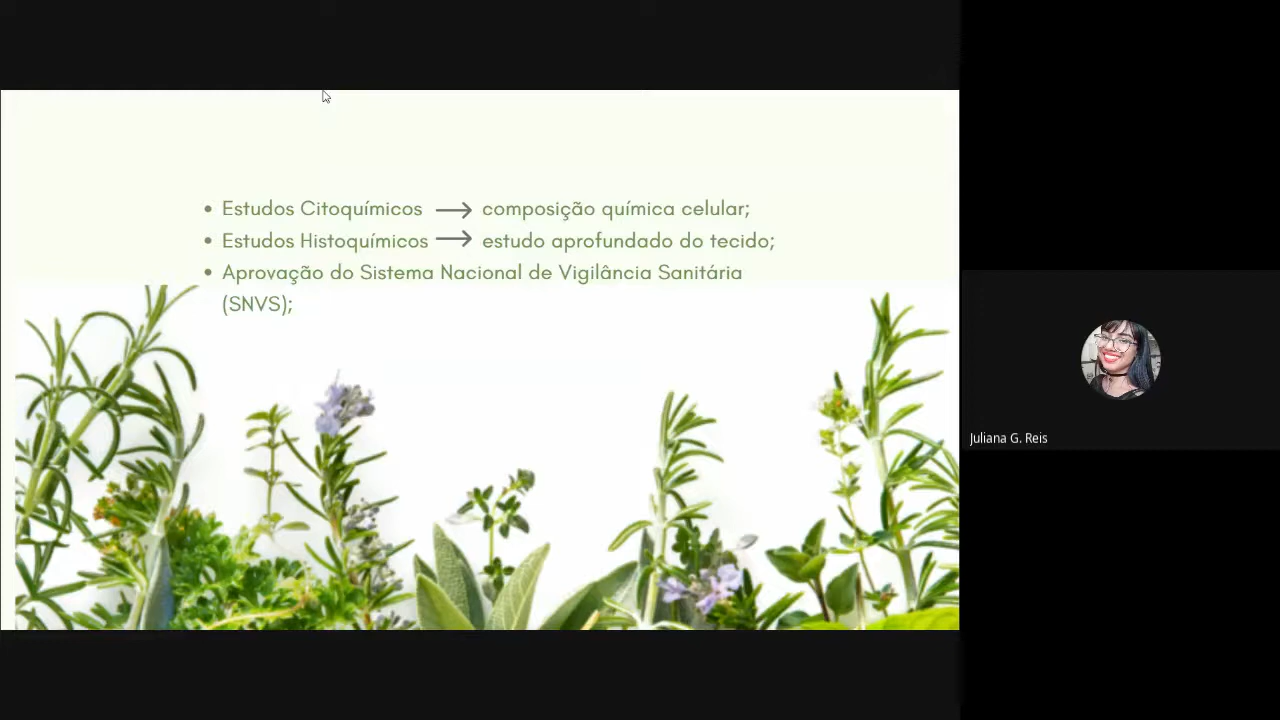 • Estudos Citoquímicos → composição química celular;
• Estudos Histoquímicos → estudo aprofundado do tecido;
• Aprovação do Sistema Nacional de Vigilância Sanitária
(SNVS);
Juliana G. Reis